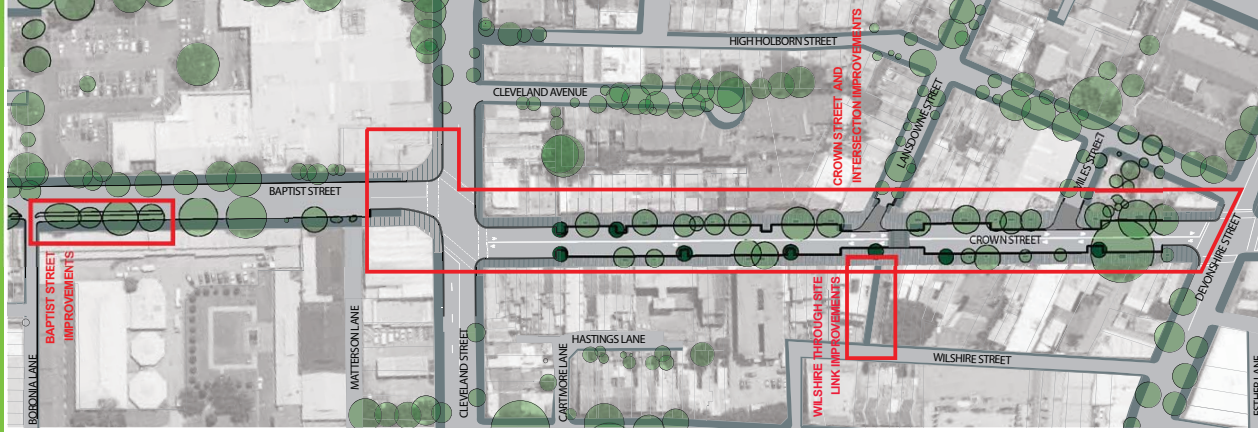 HIGH HOLBORN STREET
CLEVELAND AVENUE
CROWN STREET AND
INTERSECTION IMPROVEMENTS
LANSDOWNE STREET
MILES STREET
BAPTIST STREET
CROWN STREET
DEVONSHIRE STREET
BAPTIST STREET
IMPROVEMENTS
BORONIA LANE
MATTERSON LANE
CLEVELAND STREET
CARTMORE LANE
HASTINGS LANE
WILSHIRE THROUGH SITE
LINK IMPROVEMENTS
WILSHIRE STREET
LANE